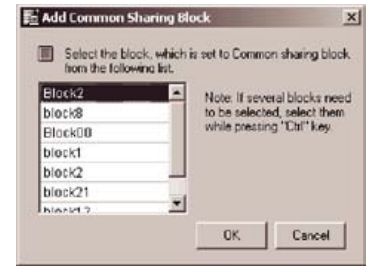 Add Common Sharing Block
Select the block, which is set to Common sharing block
from the following list.
Block2
block8
Block00
block1
block2
block21
Note: If several blocks need
to be selected, select them
while pressing "Ctrl" key.
OK
Cancel